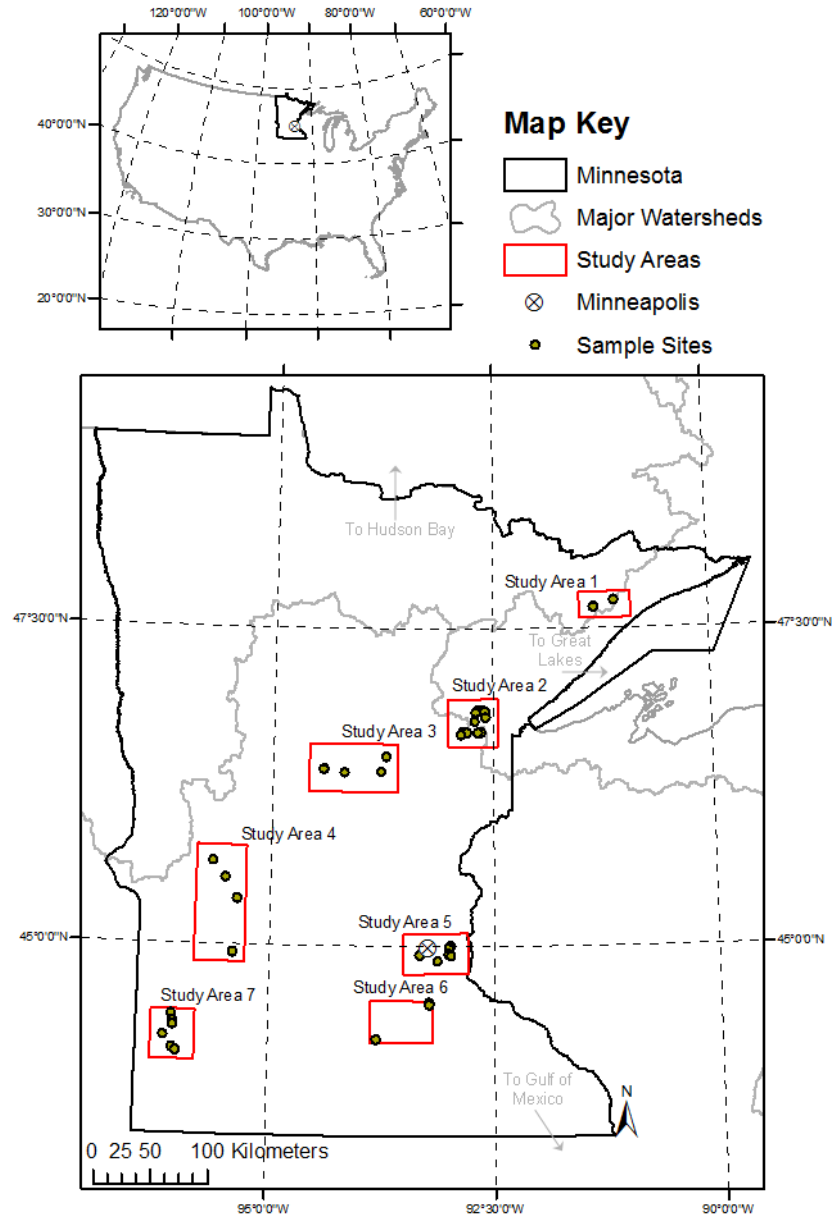 120°0'0"W 100°0'0"W 80°0'0"W 60°0'0"W
40°0'0"N
30°0'0"N
20°0'0"N
Map Key
Minnesota
Major Watersheds
Study Areas
Minneapolis
Sample Sites
To Hudson Bay
Study Area 1
47°30'0"N 47°30'0"N
To Great
Lakes
Study Area 2
Study Area 3
Study Area 4
Study Area 5
45°0'0"N 45°0'0"N
Study Area 6
Study Area 7
To Gulf of
Mexico
N
0 25 50 100 Kilometers
95°0'0"W 92°30'0"W 90°0'0"W